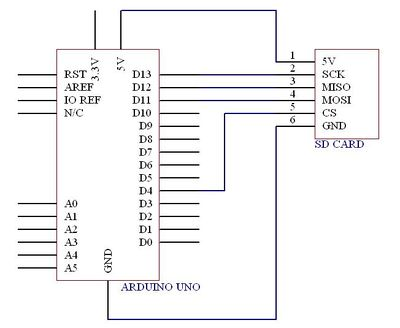 3.3V
5V
RST
AREF
IO REF
N/C
A0
A1
A2
A3
A4
A5
D13
D12
D11
D10
D9
D8
D7
D6
D5
D4
D3
D2
D1
D0
GND
ARDUINO UNO
1
2
3
4
5
6
5V
SCK
MISO
MOSI
CS
GND
SD CARD